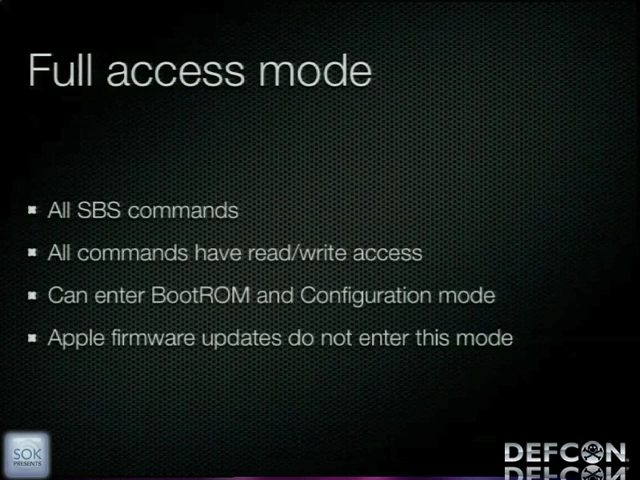 Full access mode
All SBS commands
All commands have read/write access
Can enter BootROM and Configuration mode
Apple firmware updates do not enter this mode
SOK
PRESENTS
DEFCON